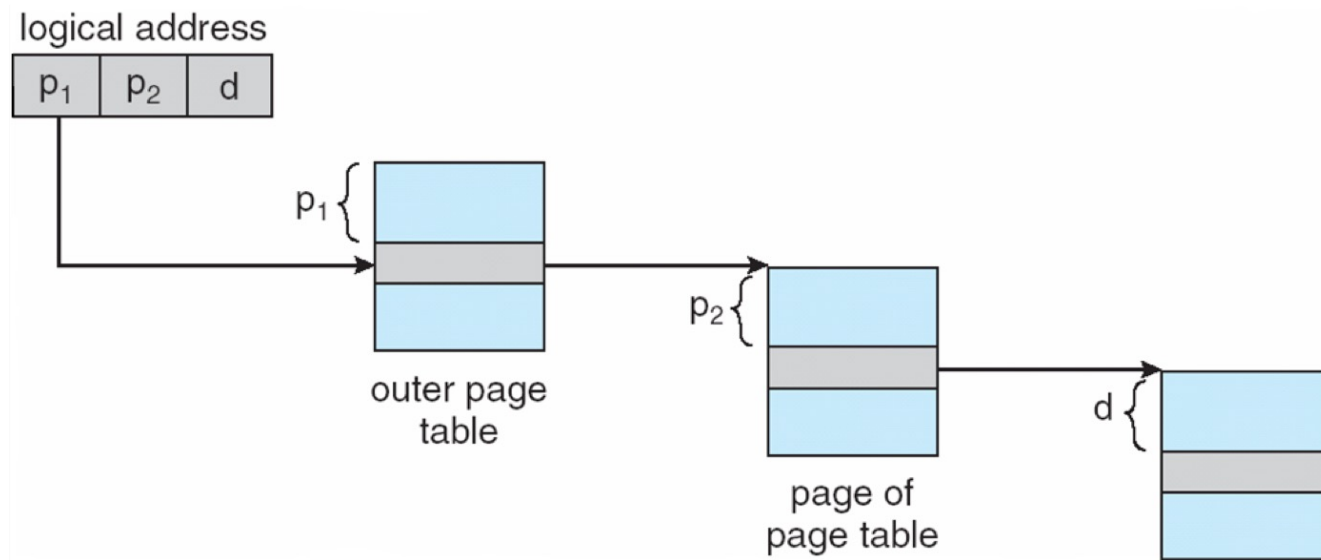 logical address
p₁ p₂ d
p₁
outer page
table
p₂
page of
page table
d